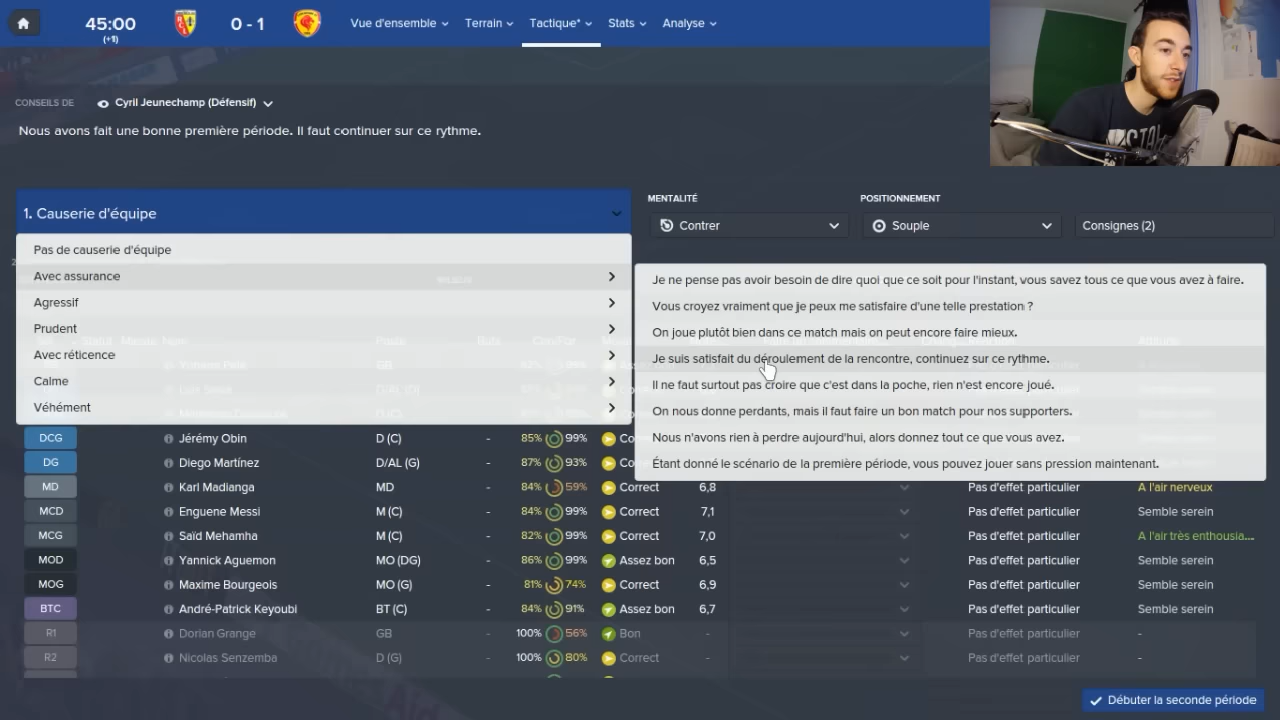 45:00
(+1)
0 - 1
Vue d'ensemble
Terrain
Tactique*
Stats
Analyse
CONSEILS DE
Cyril Jeunechamp (Défensif)
Nous avons fait une bonne première période. Il faut continuer sur ce rythme.
1. Causerie d'équipe
MENTALITÉ
Contrer
POSITIONNEMENT
Souple
Consignes (2)
Pas de causerie d'équipe
Avec assurance
Agressif
Prudent
Avec réticence
Calme
Véhément
Je ne pense pas avoir besoin de dire quoi que ce soit pour l'instant, vous savez tous ce que vous avez à faire.
Vous croyez vraiment que je peux me satisfaire d'une telle prestation ?
On joue plutôt bien dans ce match mais on peut encore faire mieux.
Je suis satisfait du déroulement de la rencontre, continuez sur ce rythme.
Il ne faut surtout pas croire que c'est dans la poche, rien n'est encore joué.
On nous donne perdants, mais il faut faire un bon match pour nos supporters.
Nous n'avons rien à perdre aujourd'hui, alors donnez tout ce que vous avez.
Étant donné le scénario de la première période, vous pouvez jouer sans pression maintenant.
DCG Jérémy Obin D (C) - 85% 99% Co
DG Diego Martínez D/AL (G) - 87% 93% Co
MD Karl Madianga MD - 84% 59% Correct 6,8 Pas d'effet particulier A l'air nerveux
MCD Enguene Messi M (C) - 84% 99% Correct 7,1 Pas d'effet particulier Semble serein
MCG Saïd Mehamha M (C) - 82% 99% Correct 7,0 Pas d'effet particulier A l'air très enthousia....
MOD Yannick Aguemon MO (DG) - 86% 99% Assez bon 6,5 Pas d'effet particulier Semble serein
MOG Maxime Bourgeois MO (G) - 81% 74% Correct 6,9 Pas d'effet particulier Semble serein
BTC André-Patrick Keyoubi BT (C) - 84% 91% Assez bon 6,7 Pas d'effet particulier Semble serein
R1 Dorian Grange GB - 100% 56% Bon - Pas d'effet particulier -
R2 Nicolas Senzemba D (G) - 100% 80% Correct - Pas d'effet particulier -
Débuter la seconde période